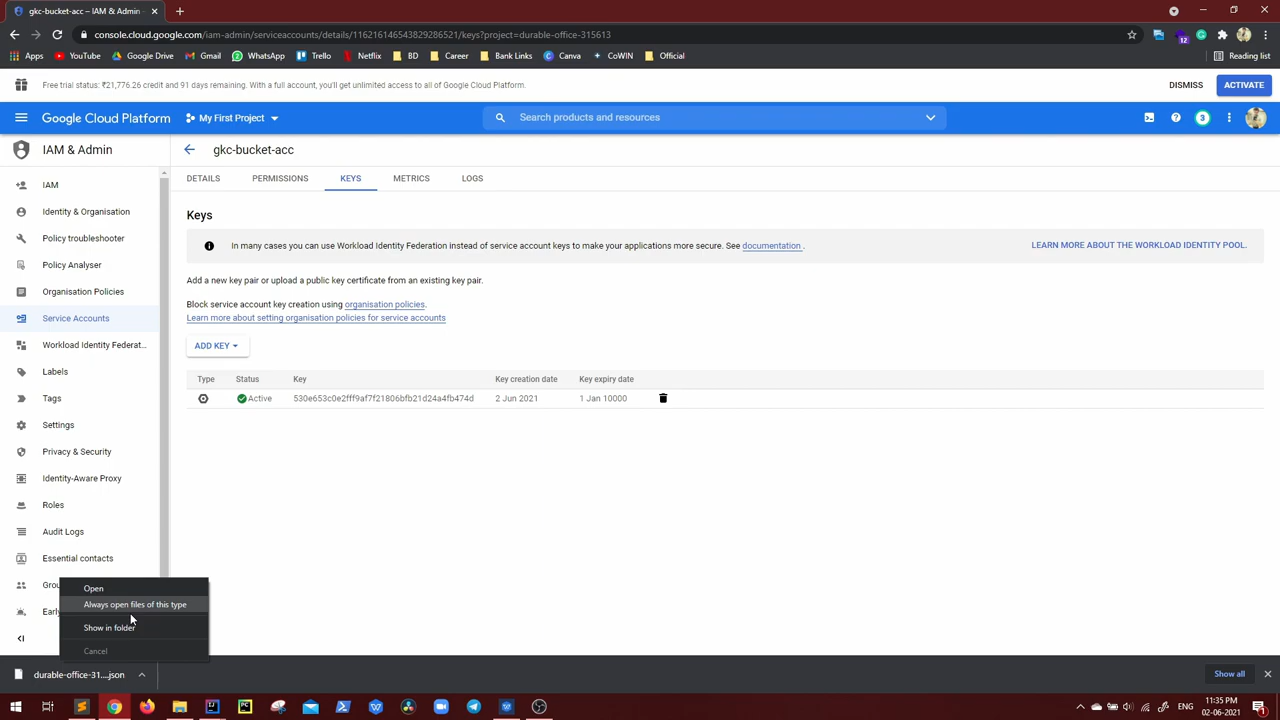 gkc-bucket-acc – IAM & Admin –
console.cloud.google.com/iam-admin/serviceaccounts/details/116216146543829286521/keys?project=durable-office-315613
12
Apps YouTube Google Drive Gmail WhatsApp Trello Netflix BD Career Bank Links Canva CoWIN Official Reading list
Free trial status: ₹21,776.26 credit and 91 days remaining. With a full account, you'll get unlimited access to all of Google Cloud Platform. DISMISS ACTIVATE
Google Cloud Platform My First Project Search products and resources 3
IAM & Admin gkc-bucket-acc
DETAILS PERMISSIONS KEYS METRICS LOGS
IAM
Identity & Organisation
Policy troubleshooter
Policy Analyser
Organisation Policies
Service Accounts
Workload Identity Federat...
Labels
Tags
Settings
Privacy & Security
Identity-Aware Proxy
Roles
Audit Logs
Essential contacts
Grou
Early
Keys
In many cases you can use Workload Identity Federation instead of service account keys to make your applications more secure. See documentation . LEARN MORE ABOUT THE WORKLOAD IDENTITY POOL.
Add a new key pair or upload a public key certificate from an existing key pair.
Block service account key creation using organisation policies.
Learn more about setting organisation policies for service accounts
ADD KEY
Type Status Key Key creation date Key expiry date
Active 530e653c0e2fff9af7f21806bfb21d24a4fb474d 2 Jun 2021 1 Jan 10000
Open
Always open files of this type
Show in folder
Cancel
durable-office-31....json Show all
ENG 11:35 PM
02-06-2021
1